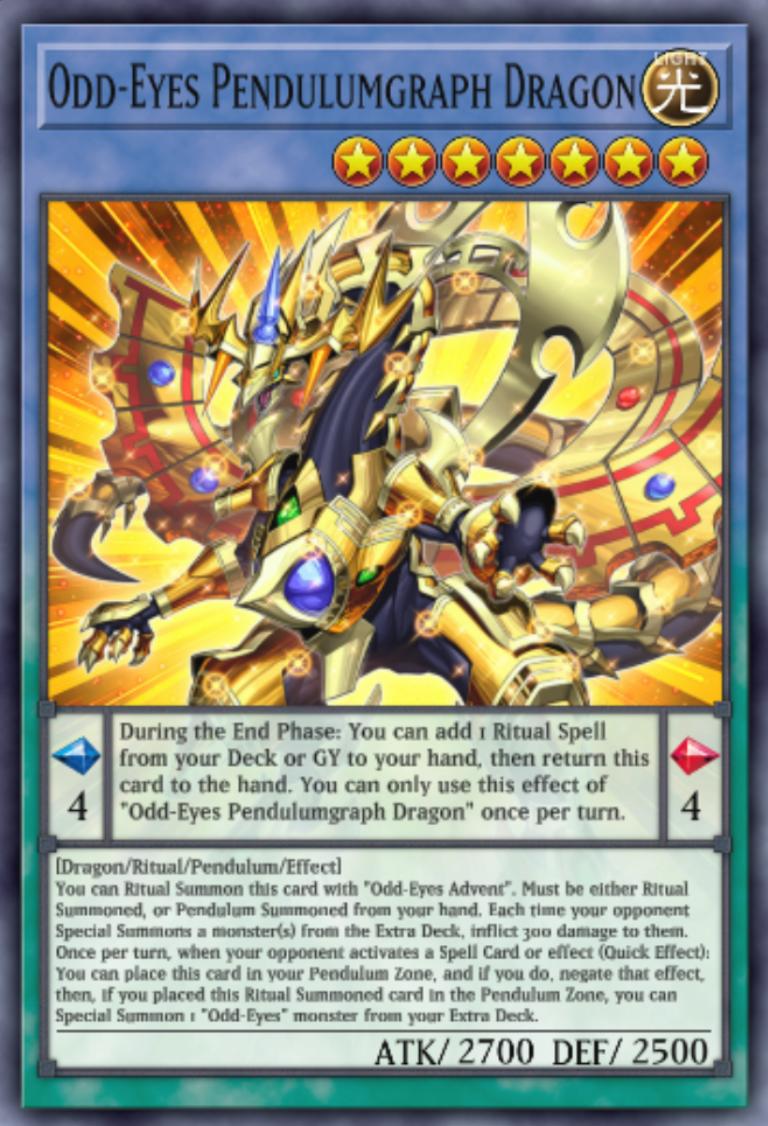 Odd-Eyes Pendulumgraph Dragon
LIGHT
光
During the End Phase: You can add 1 Ritual Spell
from your Deck or GY to your hand, then return this
card to the hand. You can only use this effect of
"Odd-Eyes Pendulumgraph Dragon" once per turn.
4
4
[Dragon/Ritual/Pendulum/Effect]
You can Ritual Summon this card with "Odd-Eyes Advent". Must be either Ritual
Summoned, or Pendulum Summoned from your hand. Each time your opponent
Special Summons a monster(s) from the Extra Deck, inflict 300 damage to them.
Once per turn, when your opponent activates a Spell Card or effect (Quick Effect):
You can place this card in your Pendulum Zone, and if you do, negate that effect,
then, if you placed this Ritual Summoned card in the Pendulum Zone, you can
Special Summon 1 "Odd-Eyes" monster from your Extra Deck.
ATK/ 2700 DEF/ 2500